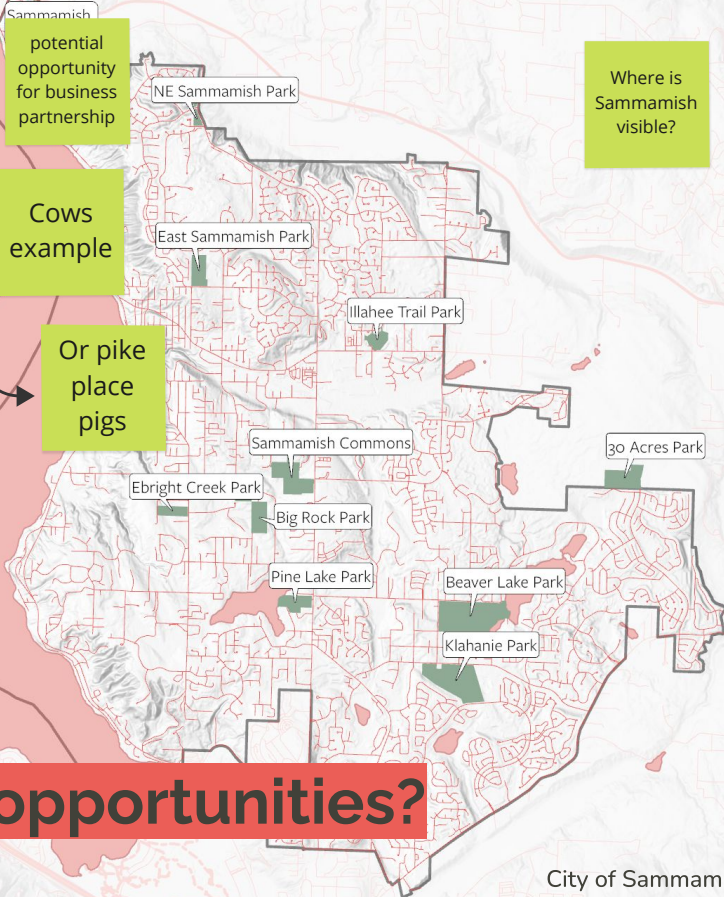 Sammamish
potential
opportunity
for business
partnership
NE Sammamish Park
Where is
Sammamish
visible?
Cows
example
East Sammamish Park
Illahee Trail Park
Or pike
place
pigs
Sammamish Commons
30 Acres Park
Ebright Creek Park
Big Rock Park
Pine Lake Park
Beaver Lake Park
Klahanie Park
opportunities?
City of Sammam